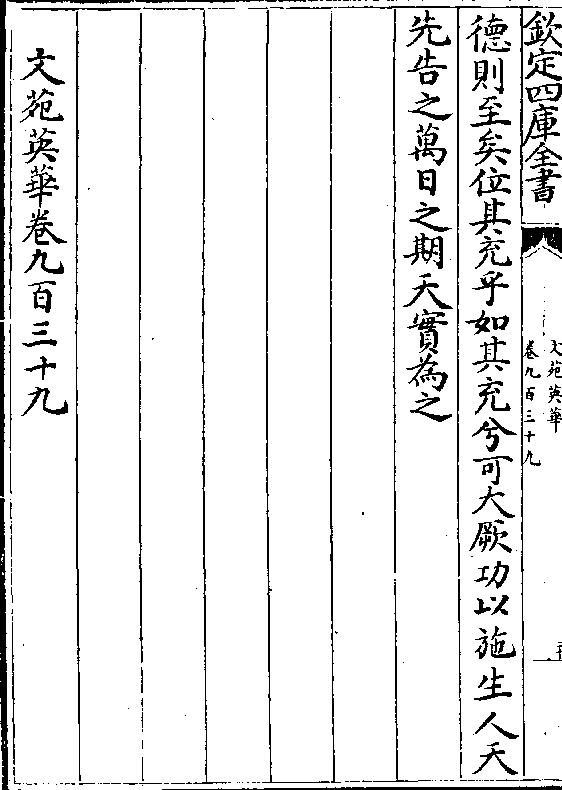 欽定四庫全書
文苑英華
卷九百三十九
德則至矣位其充乎如其充兮可大厥功以施生人天
先告之萬日之期天實為之
文苑英華卷九百三十九